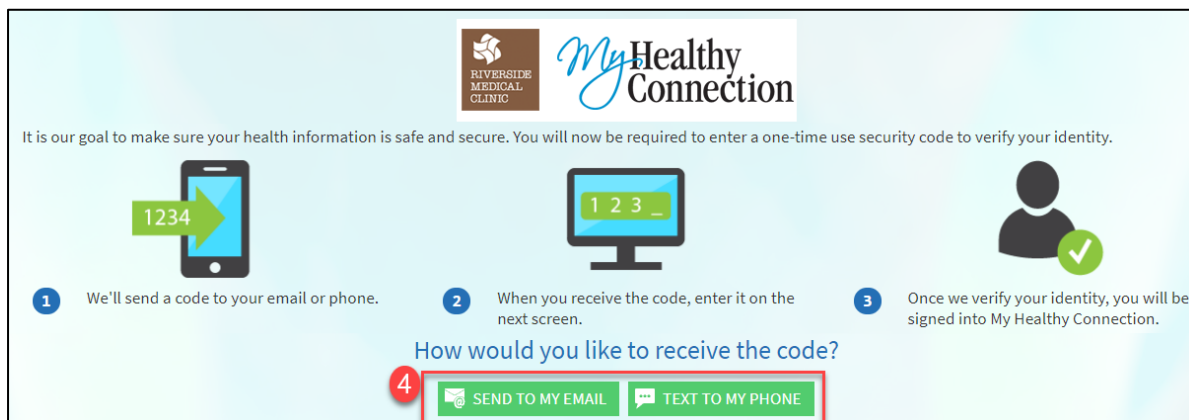 RIVERSIDE
MEDICAL
CLINIC
My Healthy
Connection
It is our goal to make sure your health information is safe and secure. You will now be required to enter a one-time use security code to verify your identity.
1234
1 2 3 _
1 We'll send a code to your email or phone.
2 When you receive the code, enter it on the
next screen.
3 Once we verify your identity, you will be
signed into My Healthy Connection.
How would you like to receive the code?
4
SEND TO MY EMAIL
TEXT TO MY PHONE